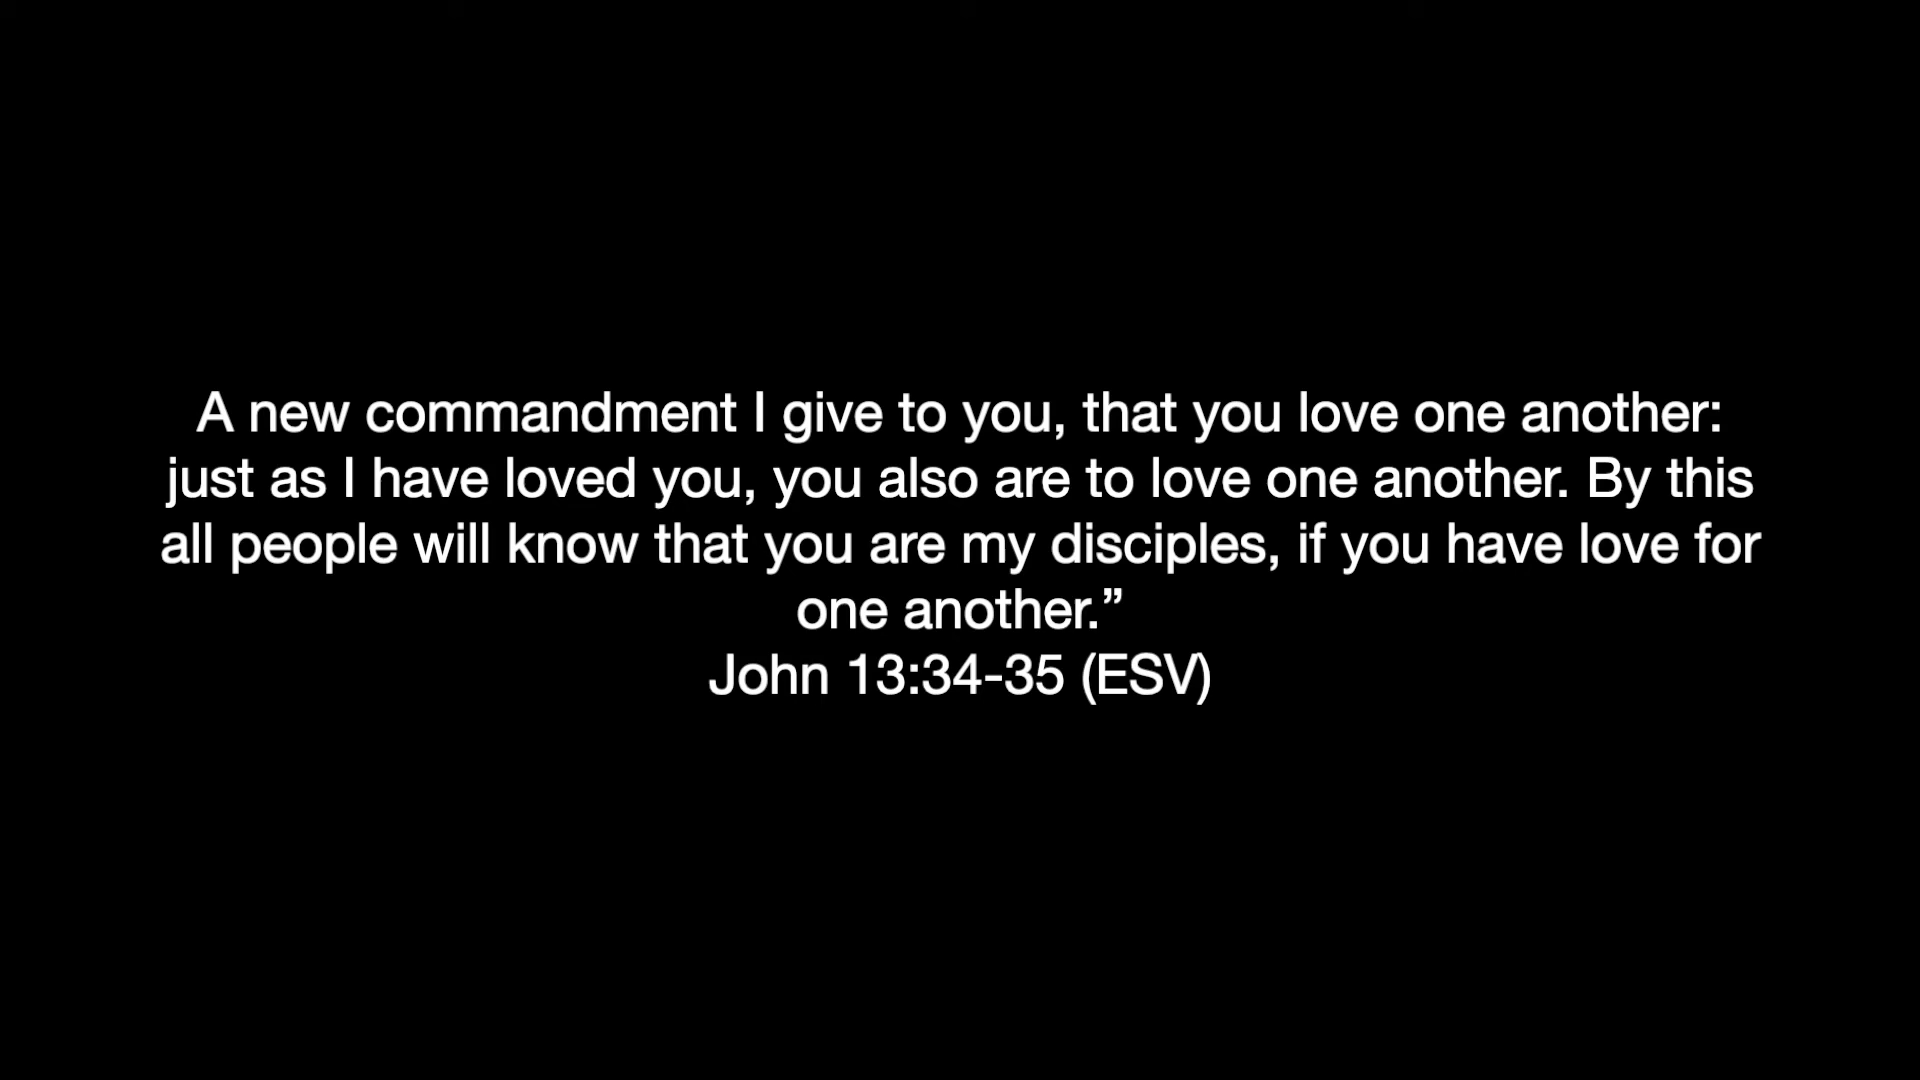 A new commandment I give to you, that you love one another:
just as I have loved you, you also are to love one another. By this
all people will know that you are my disciples, if you have love for
one another.”
John 13:34-35 (ESV)